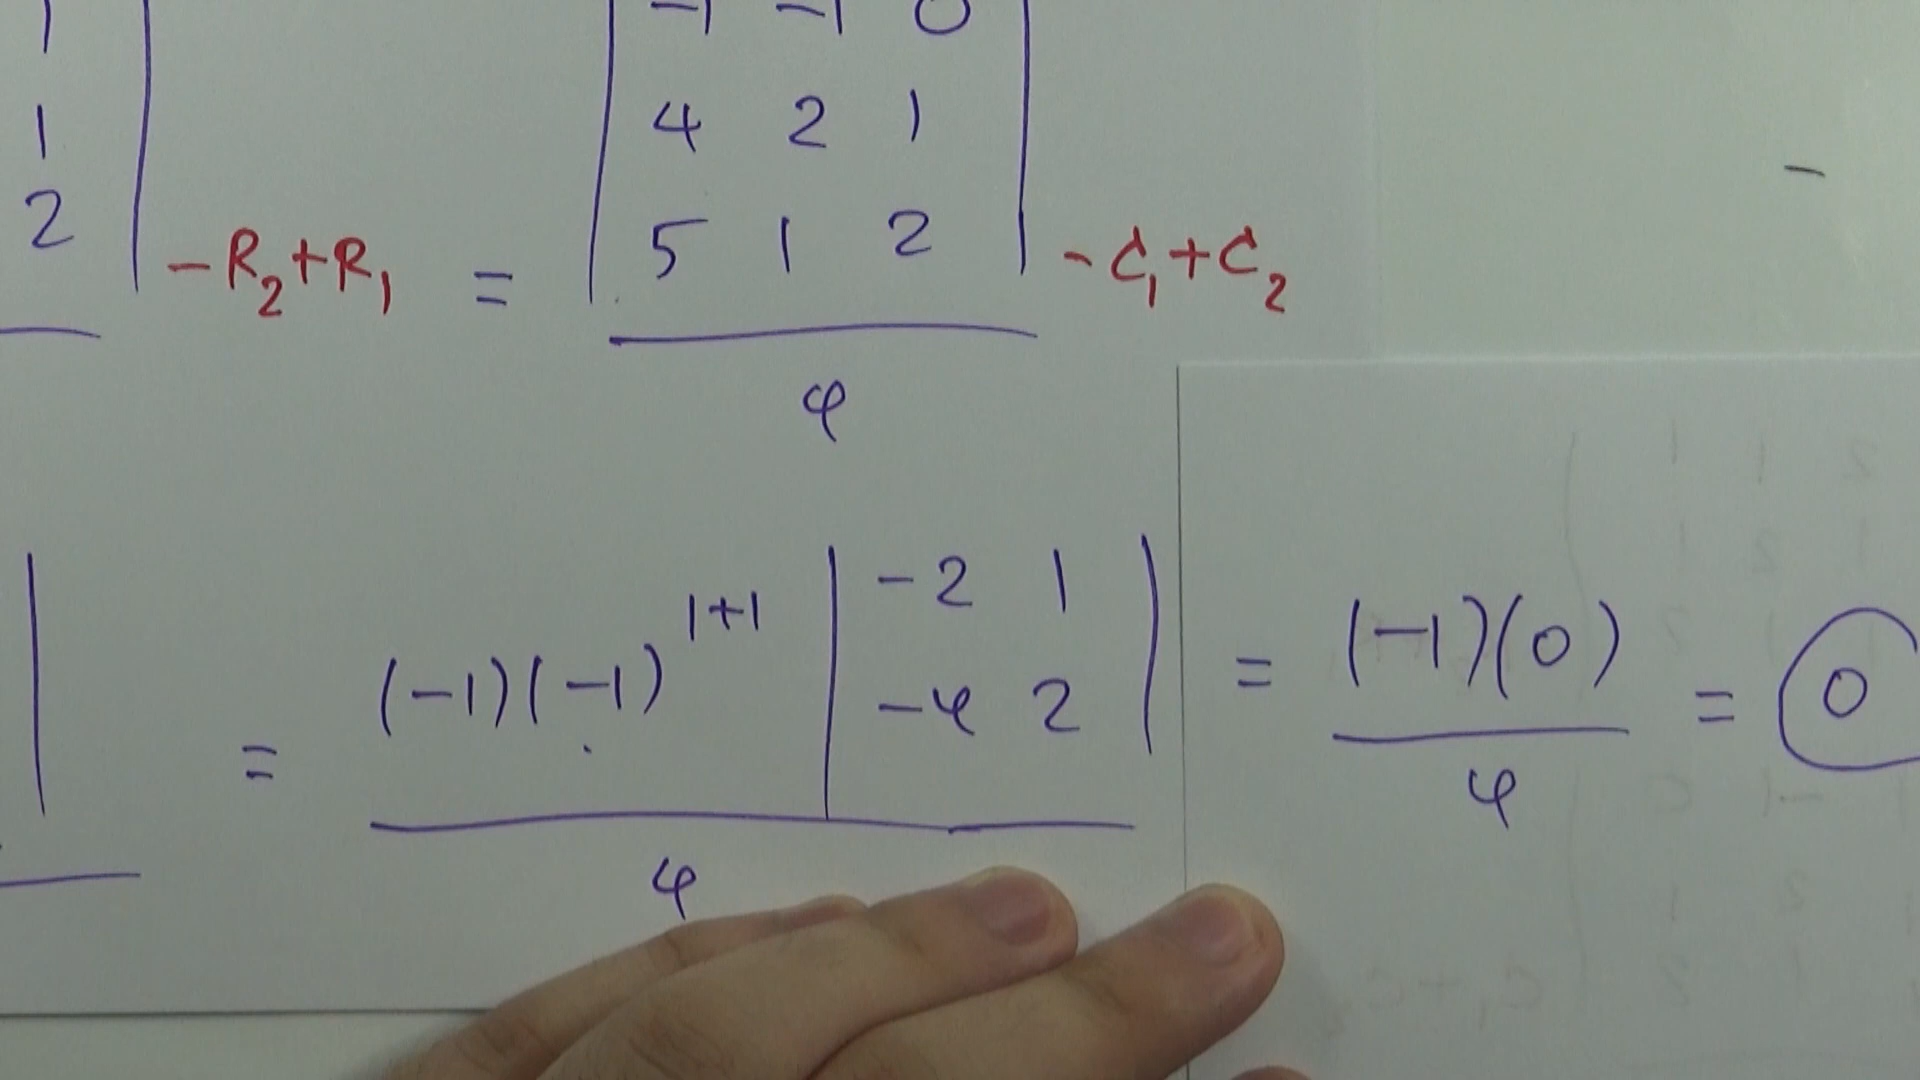 1 | -1 -1 0 |
1 | 4 2 1
2 | -R₂+R₁ = | 5 1 2 | -C₁+C₂
4
| = (-1)(-1)¹⁺¹ | -2 1 | = (-1)(0) = 0
-4 2
4 4